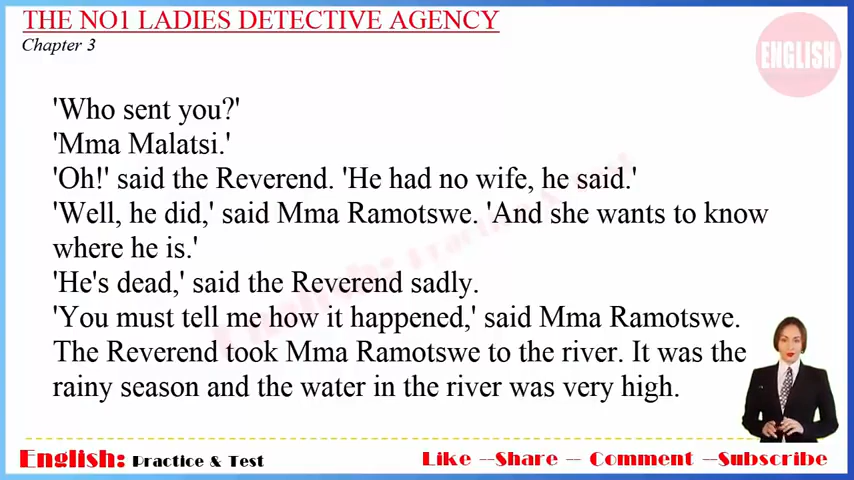 THE NO1 LADIES DETECTIVE AGENCY
Chapter 3
ENGLISH
'Who sent you?'
'Mma Malatsi.'
'Oh!' said the Reverend. 'He had no wife, he said.'
'Well, he did,' said Mma Ramotswe. 'And she wants to know
where he is.'
'He's dead,' said the Reverend sadly.
'You must tell me how it happened,' said Mma Ramotswe.
The Reverend took Mma Ramotswe to the river. It was the
rainy season and the water in the river was very high.
English: Practice & Test
English: Practice & Test
Like --Share -- Comment --Subscribe